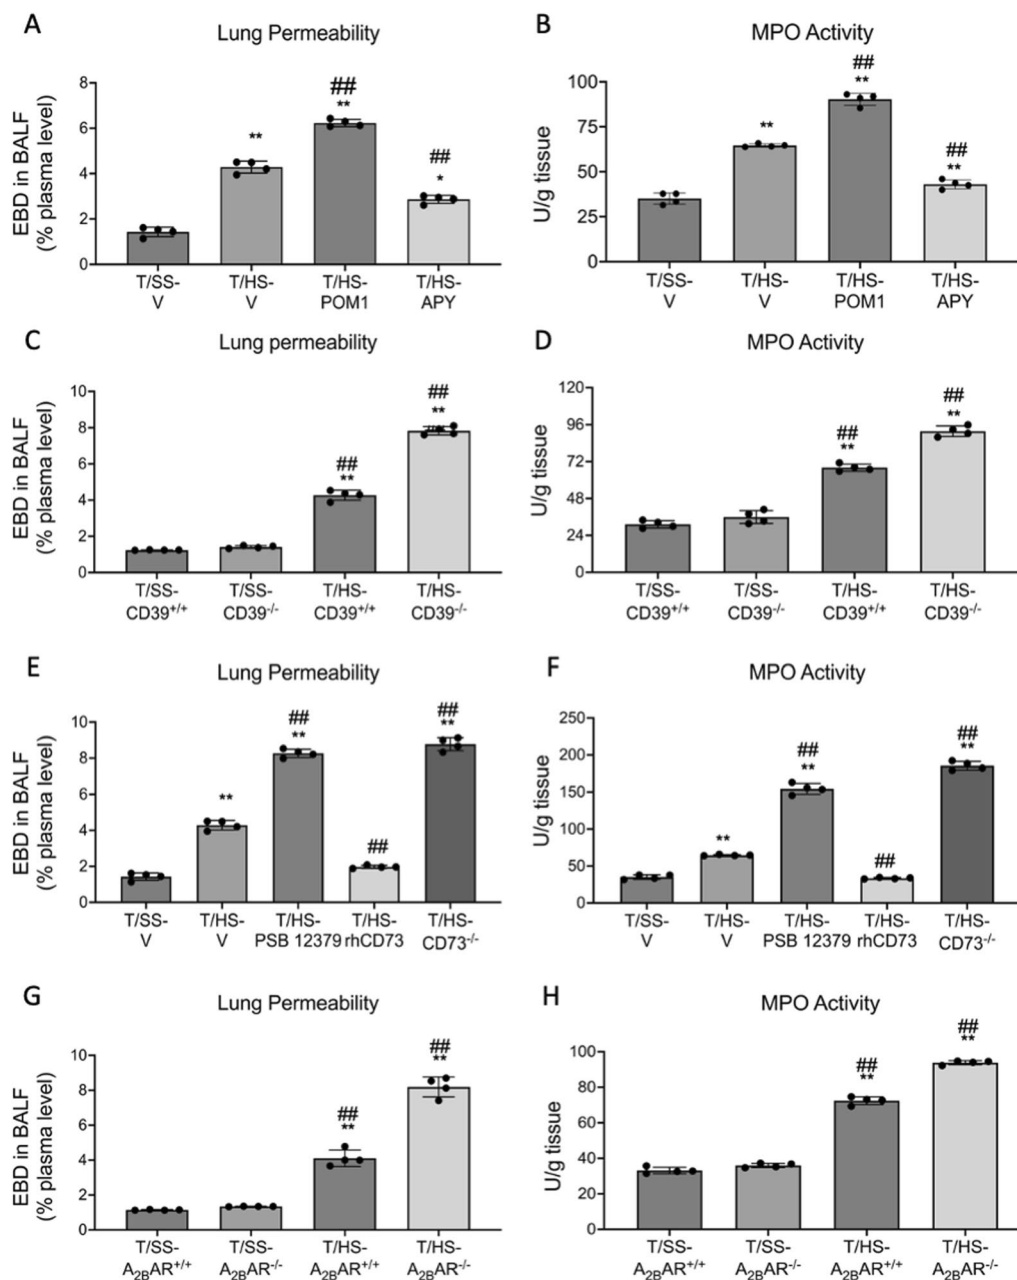 A
Lung Permeability
EBD in BALF
(% plasma level)
8
6
4
2
0
**
##
**
##
*
T/SS-
V
T/HS-
V
T/HS-
POM1
T/HS-
APY
B
MPO Activity
U/g tissue
100
75
50
25
0
**
##
**
##
**
T/SS-
V
T/HS-
V
T/HS-
POM1
T/HS-
APY
C
Lung permeability
EBD in BALF
(% plasma level)
10
8
6
4
2
0
##
**
##
**
T/SS-
CD39+/+
T/SS-
CD39-/-
T/HS-
CD39+/+
T/HS-
CD39-/-
D
MPO Activity
U/g tissue
120
96
72
48
24
0
##
**
##
**
T/SS-
CD39+/+
T/SS-
CD39-/-
T/HS-
CD39+/+
T/HS-
CD39-/-
E
Lung Permeability
EBD in BALF
(% plasma level)
10
8
6
4
2
0
**
##
**
##
##
**
T/SS-
V
T/HS-
V
T/HS-
PSB 12379
T/HS-
rhCD73
T/HS-
CD73-/-
F
MPO Activity
U/g tissue
250
200
150
100
50
0
**
##
**
##
##
**
T/SS-
V
T/HS-
V
T/HS-
PSB 12379
T/HS-
rhCD73
T/HS-
CD73-/-
G
Lung Permeability
EBD in BALF
(% plasma level)
10
8
6
4
2
0
##
**
##
**
T/SS-
A2BAR+/+
T/SS-
A2BAR-/-
T/HS-
A2BAR+/+
T/HS-
A2BAR-/-
H
MPO Activity
U/g tissue
100
80
60
40
20
0
##
**
##
**
T/SS-
A2BAR+/+
T/SS-
A2BAR-/-
T/HS-
A2BAR+/+
T/HS-
A2BAR-/-